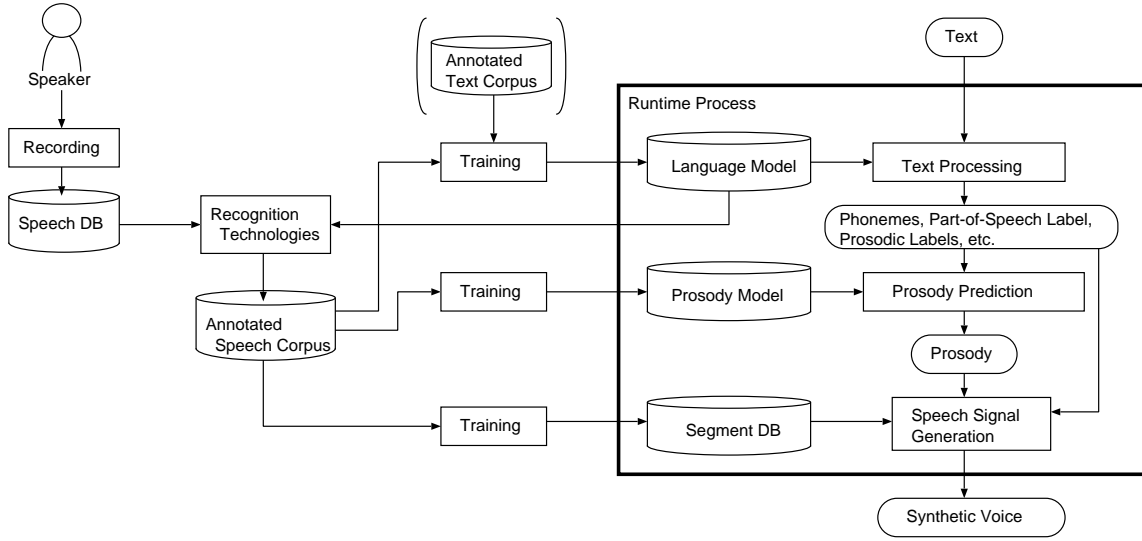 Speaker
Recording
Speech DB
Recognition
Technologies
Annotated
Speech Corpus
Annotated
Text Corpus
Training
Training
Training
Text
Runtime Process
Language Model
Text Processing
Phonemes, Part-of-Speech Label,
Prosodic Labels, etc.
Prosody Model
Prosody Prediction
Prosody
Segment DB
Speech Signal
Generation
Synthetic Voice